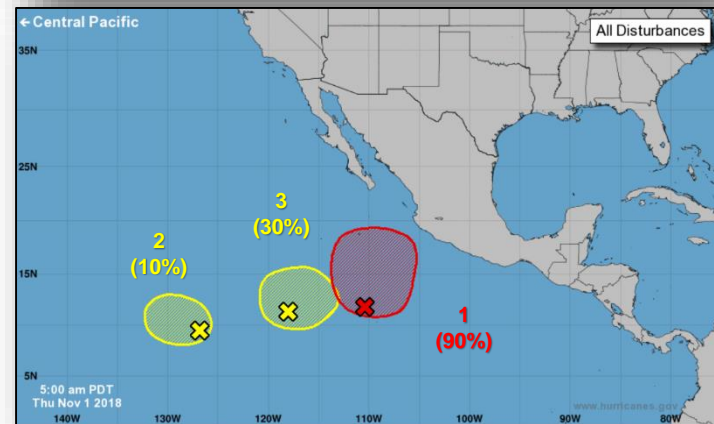 ←Central Pacific
All Disturbances
35N
25N
3
(30%)
2
(10%)
15N
1
(90%)
5N
5:00 am PDT
Thu Nov 1 2018
www.hurricanes.gov
140W 130W 120W 110W 100W 90W 80W